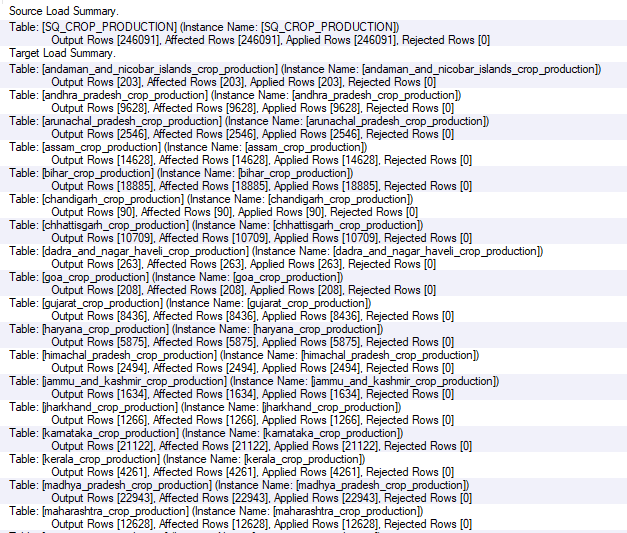 Source Load Summary.
Table: [SQ_CROP_PRODUCTION] (Instance Name: [SQ_CROP_PRODUCTION])
Output Rows [246091], Affected Rows [246091], Applied Rows [246091], Rejected Rows [0]
Target Load Summary.
Table: [andaman_and_nicobar_islands_crop_production] (Instance Name: [andaman_and_nicobar_islands_crop_production])
Output Rows [203], Affected Rows [203], Applied Rows [203], Rejected Rows [0]
Table: [andhra_pradesh_crop_production] (Instance Name: [andhra_pradesh_crop_production])
Output Rows [9628], Affected Rows [9628], Applied Rows [9628], Rejected Rows [0]
Table: [arunachal_pradesh_crop_production] (Instance Name: [arunachal_pradesh_crop_production])
Output Rows [2546], Affected Rows [2546], Applied Rows [2546], Rejected Rows [0]
Table: [assam_crop_production] (Instance Name: [assam_crop_production])
Output Rows [14628], Affected Rows [14628], Applied Rows [14628], Rejected Rows [0]
Table: [bihar_crop_production] (Instance Name: [bihar_crop_production])
Output Rows [18885], Affected Rows [18885], Applied Rows [18885], Rejected Rows [0]
Table: [chandigarh_crop_production] (Instance Name: [chandigarh_crop_production])
Output Rows [90], Affected Rows [90], Applied Rows [90], Rejected Rows [0]
Table: [chhattisgarh_crop_production] (Instance Name: [chhattisgarh_crop_production])
Output Rows [10709], Affected Rows [10709], Applied Rows [10709], Rejected Rows [0]
Table: [dadra_and_nagar_haveli_crop_production] (Instance Name: [dadra_and_nagar_haveli_crop_production])
Output Rows [263], Affected Rows [263], Applied Rows [263], Rejected Rows [0]
Table: [goa_crop_production] (Instance Name: [goa_crop_production])
Output Rows [208], Affected Rows [208], Applied Rows [208], Rejected Rows [0]
Table: [gujarat_crop_production] (Instance Name: [gujarat_crop_production])
Output Rows [8436], Affected Rows [8436], Applied Rows [8436], Rejected Rows [0]
Table: [haryana_crop_production] (Instance Name: [haryana_crop_production])
Output Rows [5875], Affected Rows [5875], Applied Rows [5875], Rejected Rows [0]
Table: [himachal_pradesh_crop_production] (Instance Name: [himachal_pradesh_crop_production])
Output Rows [2494], Affected Rows [2494], Applied Rows [2494], Rejected Rows [0]
Table: [jammu_and_kashmir_crop_production] (Instance Name: [jammu_and_kashmir_crop_production])
Output Rows [1634], Affected Rows [1634], Applied Rows [1634], Rejected Rows [0]
Table: [jharkhand_crop_production] (Instance Name: [jharkhand_crop_production])
Output Rows [1266], Affected Rows [1266], Applied Rows [1266], Rejected Rows [0]
Table: [karnataka_crop_production] (Instance Name: [karnataka_crop_production])
Output Rows [21122], Affected Rows [21122], Applied Rows [21122], Rejected Rows [0]
Table: [kerala_crop_production] (Instance Name: [kerala_crop_production])
Output Rows [4261], Affected Rows [4261], Applied Rows [4261], Rejected Rows [0]
Table: [madhya_pradesh_crop_production] (Instance Name: [madhya_pradesh_crop_production])
Output Rows [22943], Affected Rows [22943], Applied Rows [22943], Rejected Rows [0]
Table: [maharashtra_crop_production] (Instance Name: [maharashtra_crop_production])
Output Rows [12628], Affected Rows [12628], Applied Rows [12628], Rejected Rows [0]